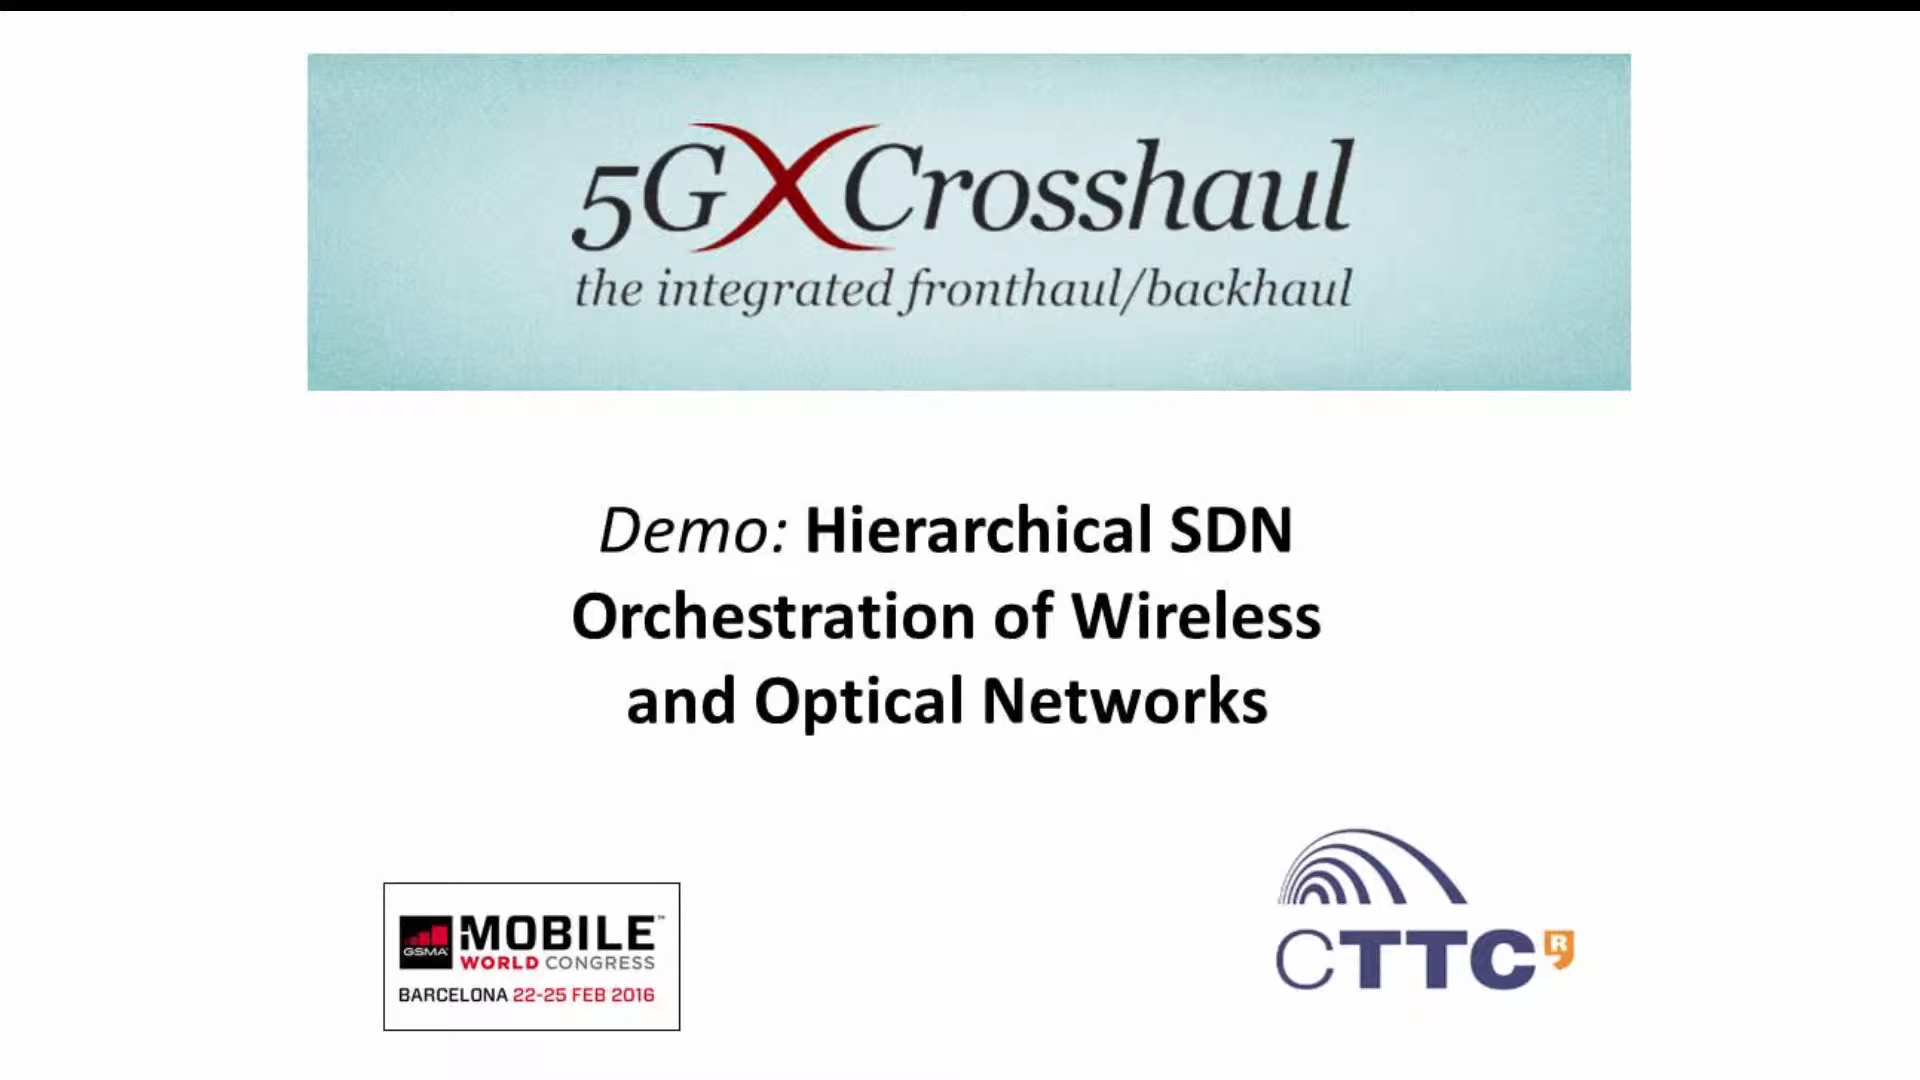 5GXCrosshaul
the integrated fronthaul/backhaul
Demo: Hierarchical SDN
Orchestration of Wireless
and Optical Networks
GSMA
MOBILE™
WORLD CONGRESS
BARCELONA 22-25 FEB 2016
CTTC
R